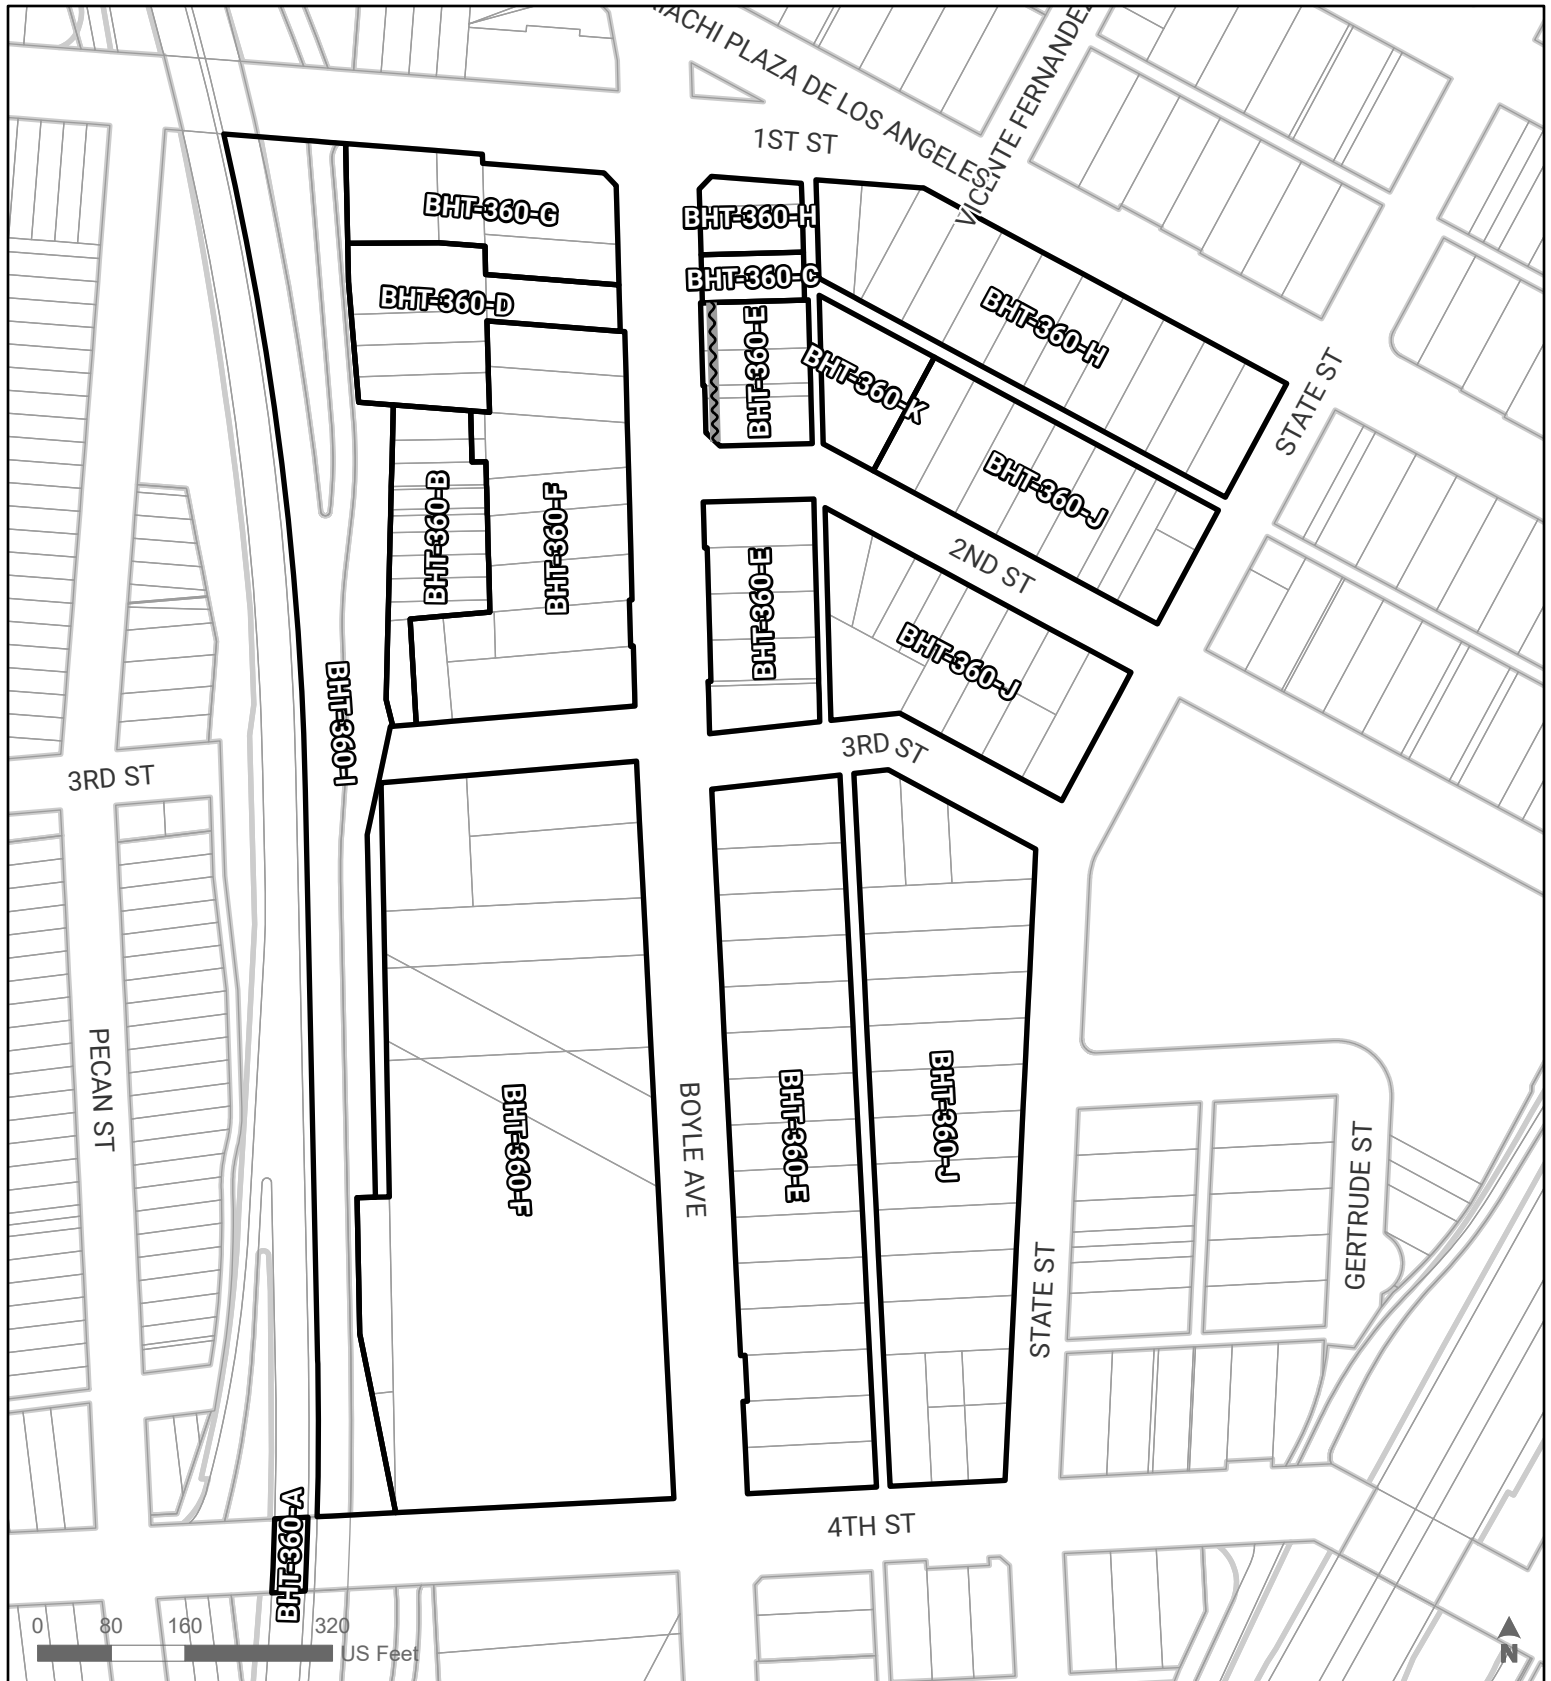 IACHI PLAZA DE LOS ANGELES
VICENTE FERNANDEZ
1ST ST
BHT-360-G
BHT-360-H
BHT-360-C
BHT-360-D
BHT-360-E
BHT-360-H
BHT-360-K
STATE ST
BHT-360-J
BHT-360-B
BHT-360-F
2ND ST
BHT-360-E
BHT-360-J
BHT-360-I
3RD ST
3RD ST
PECAN ST
BHT-360-F
BOYLE AVE
BHT-360-E
BHT-360-J
GERTRUDE ST
STATE ST
4TH ST
BHT-360-A
0 80 160 320
US Feet
N